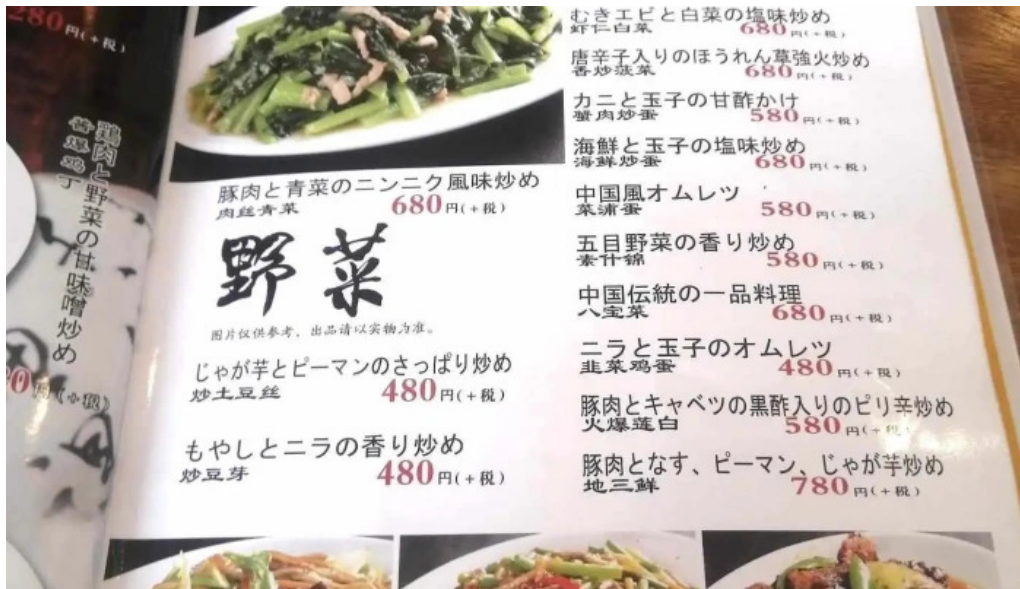 280円(+税)
鶏肉と野菜の甘味噌炒め
酱爆鸡丁
0円(+税)
豚肉と青菜のニンニク風味炒め
肉丝青菜 680円(+税)
野菜
图片仅供参考、出品请以实物为准。
じゃが芋とピーマンのさっぱり炒め
炒土豆丝 480円(+税)
もやしとニラの香り炒め
炒豆芽 480円(+税)
むきエビと白菜の塩味炒め
虾仁白菜 680円(+税)
唐辛子入りのほうれん草強火炒め
香炒菠菜 680円(+税)
カニと玉子の甘酢かけ
蟹肉炒蛋 580円(+税)
海鮮と玉子の塩味炒め
海鲜炒蛋 680円(+税)
中国風オムレツ
菜浦蛋 580円(+税)
五目野菜の香り炒め
素什锦 580円(+税)
中国伝統の一品料理
八宝菜 680円(+税)
ニラと玉子のオムレツ
韭菜鸡蛋 480円(+税)
豚肉とキャベツの黒酢入りのピリ辛炒め
火爆莲白 580円(+税)
豚肉となす、ピーマン、じゃが芋炒め
地三鲜 780円(+税)